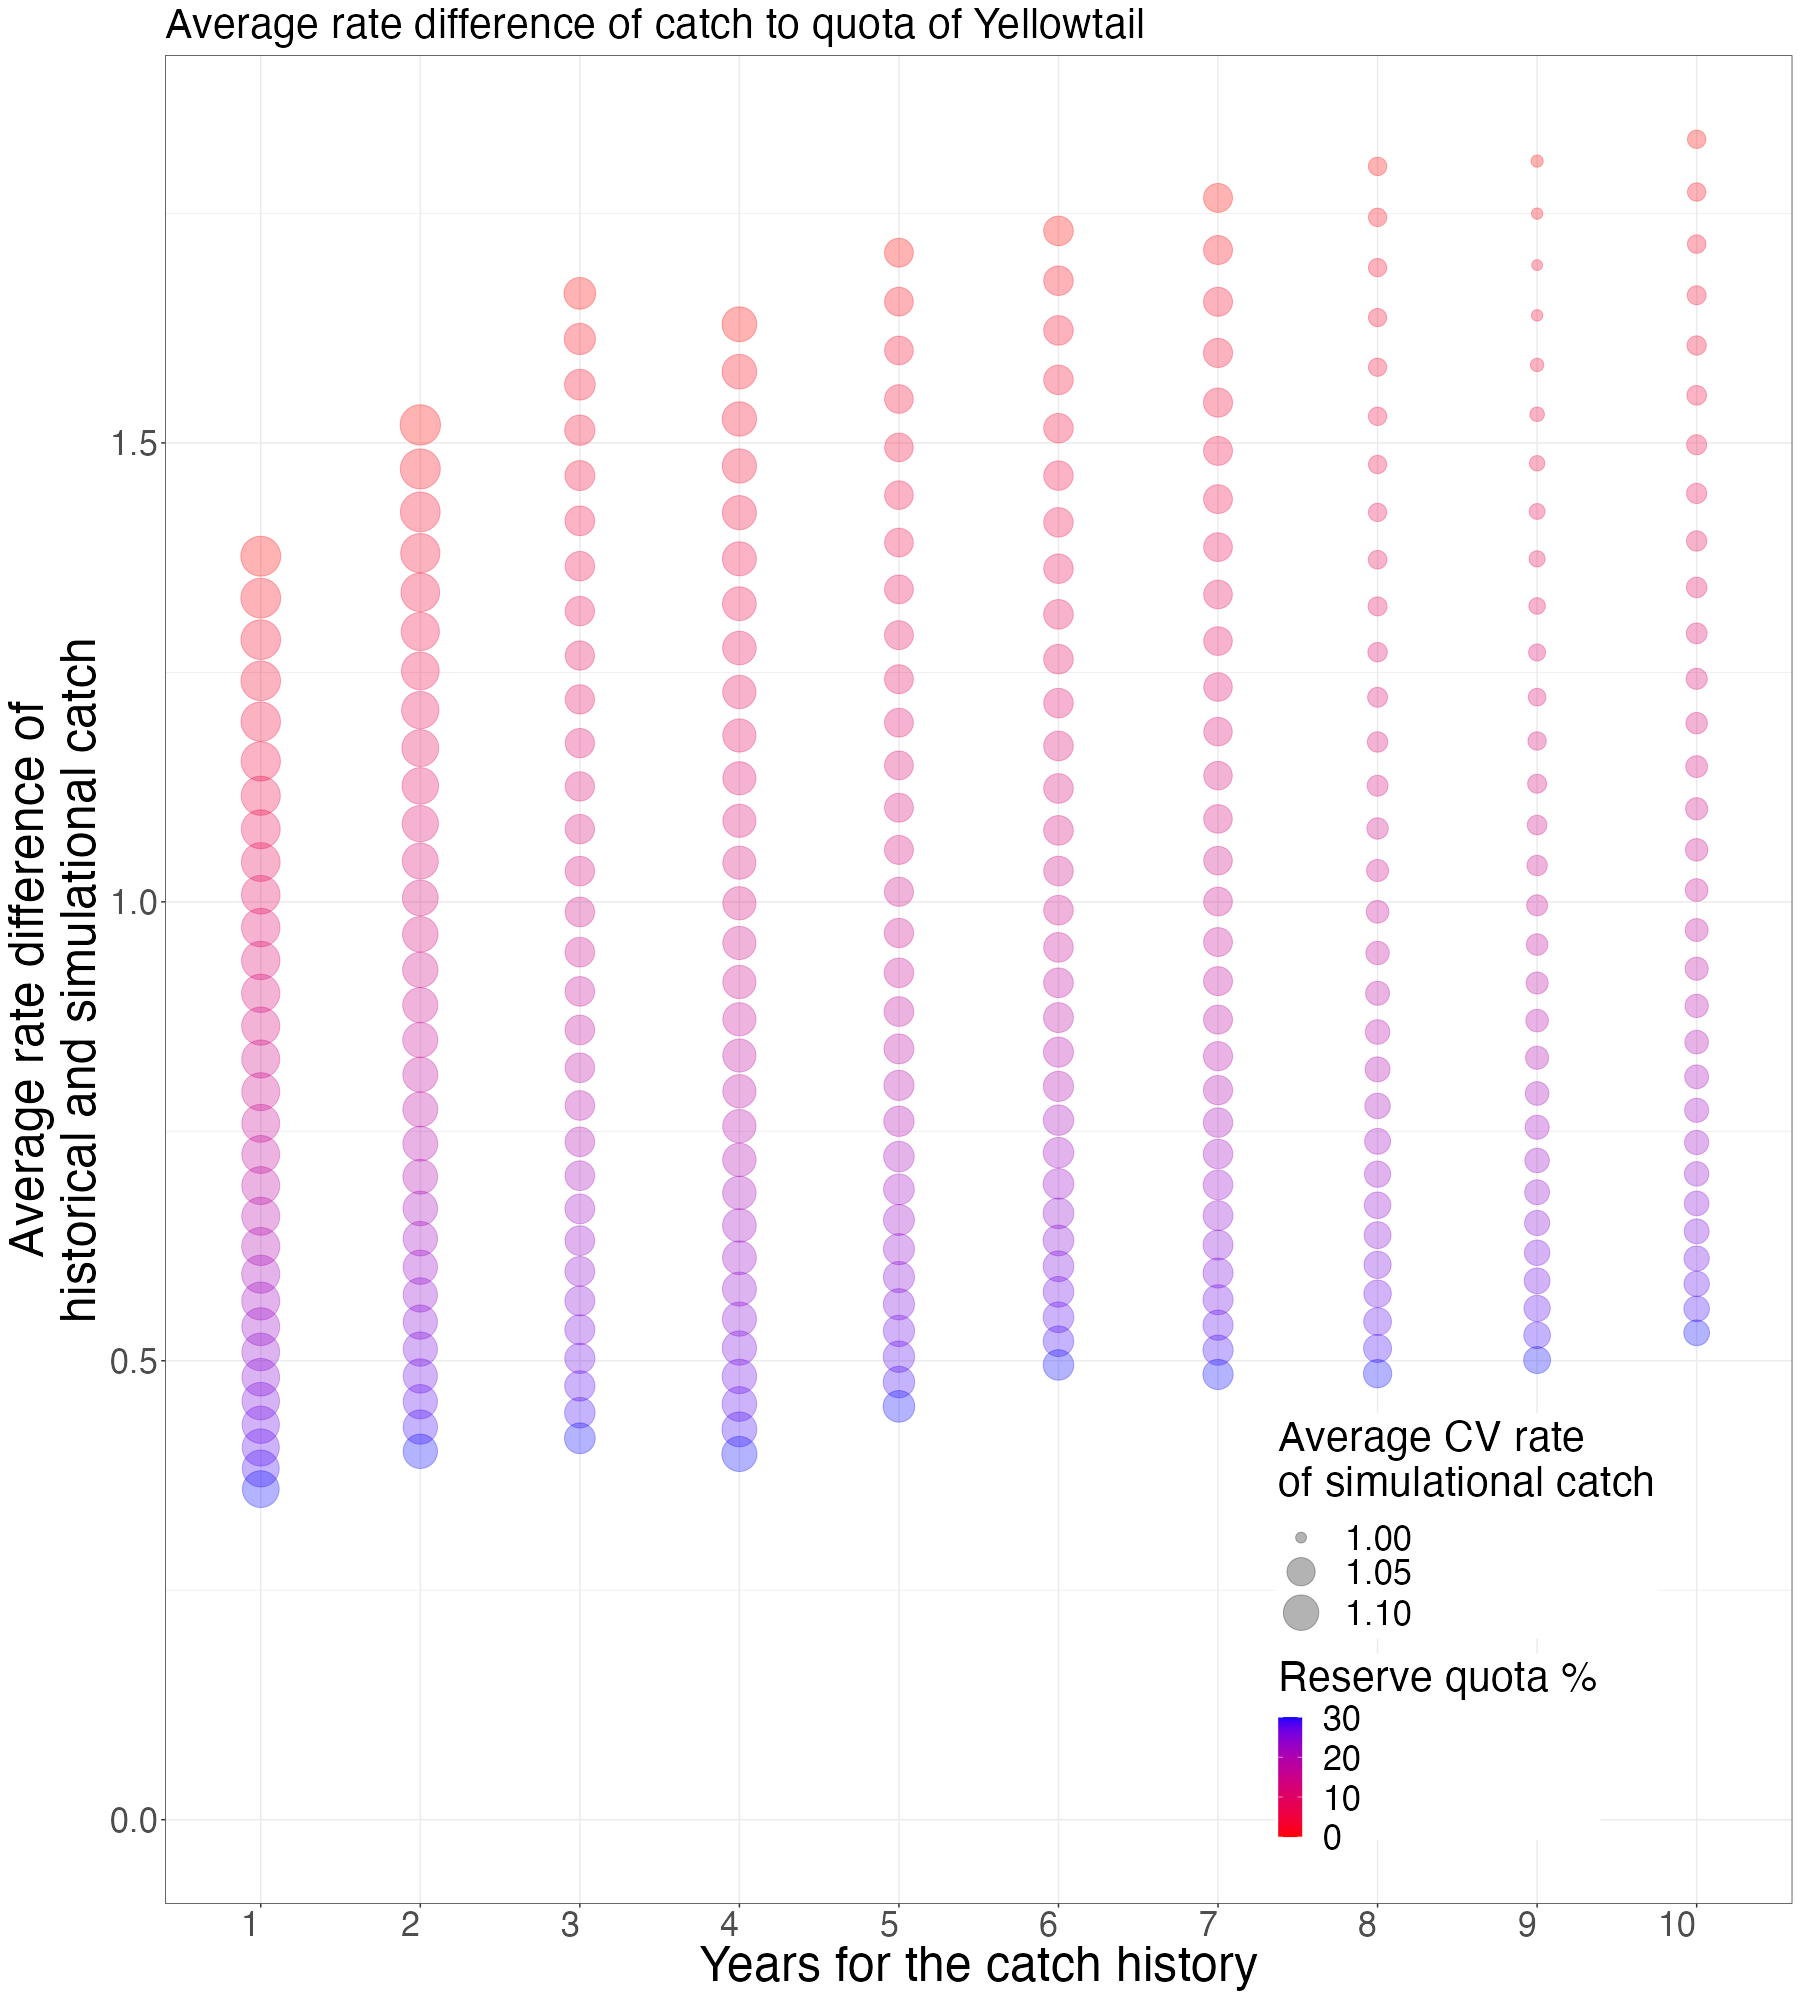 Average rate difference of catch to quota of Yellowtail
Average rate difference of
historical and simulational catch
1.5
1.0
0.5
0.0
Average CV rate
of simulational catch
1.00
1.05
1.10
Reserve quota %
30
20
10
0
1 2 3 4 5 6 7 8 9 10
Years for the catch history